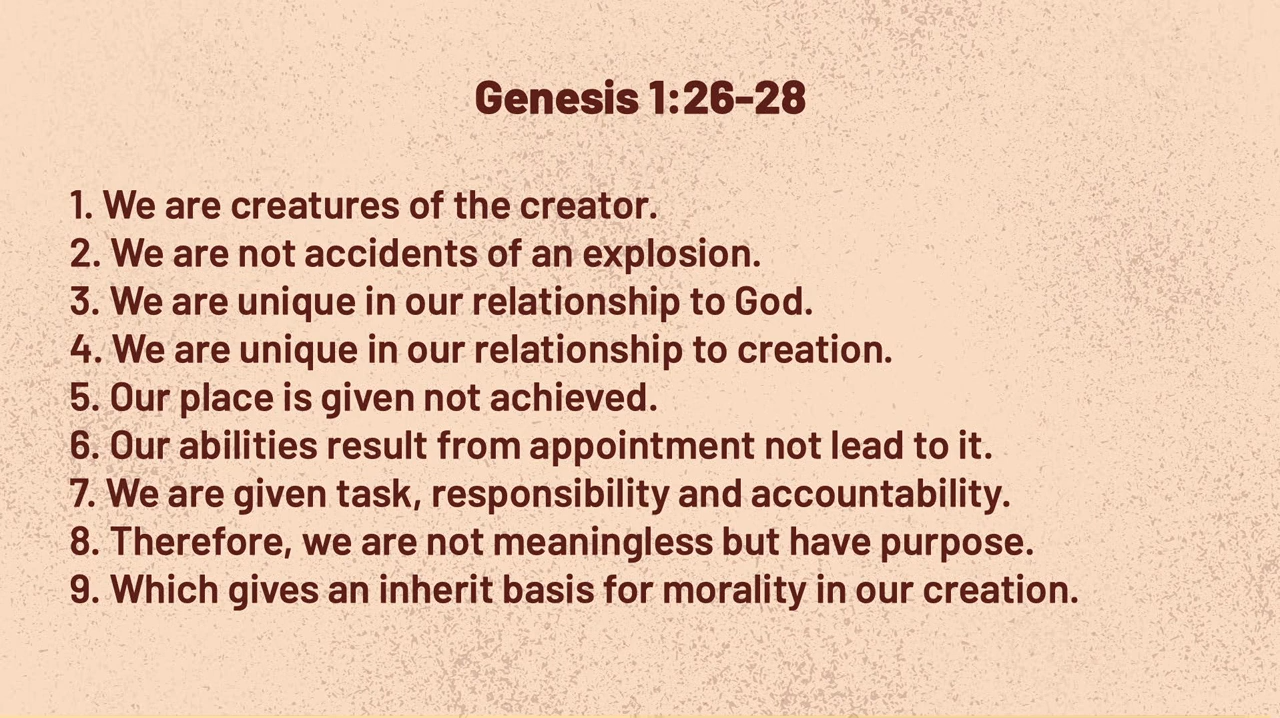 Genesis 1:26-28
1. We are creatures of the creator.
2. We are not accidents of an explosion.
3. We are unique in our relationship to God.
4. We are unique in our relationship to creation.
5. Our place is given not achieved.
6. Our abilities result from appointment not lead to it.
7. We are given task, responsibility and accountability.
8. Therefore, we are not meaningless but have purpose.
9. Which gives an inherit basis for morality in our creation.